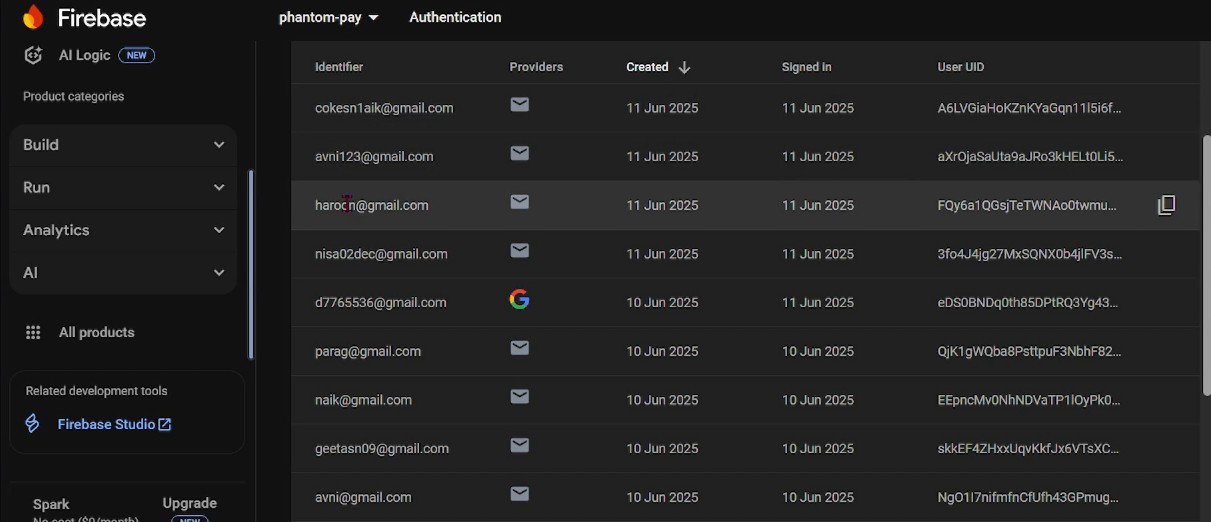 Firebase
phantom-pay
Authentication
AI Logic
NEW
Product categories
Build
Run
Analytics
AI
All products
Related development tools
Firebase Studio
Spark
Upgrade
No cost ($0/month)
NEW
Identifier Providers Created Signed In User UID
cokesn1aik@gmail.com 11 Jun 2025 11 Jun 2025 A6LVGiaHoKZnKYaGqn11l5i6f...
avni123@gmail.com 11 Jun 2025 11 Jun 2025 aXrOjaSaUta9aJRo3kHELt0Li5...
11 Jun 2025 11 Jun 2025 FQy6a1QGsjTeTWNAo0twmu...
nisa02dec@gmail.com 11 Jun 2025 11 Jun 2025 3fo4J4jg27MxSQNX0b4jlFV3s...
d7765536@gmail.com 10 Jun 2025 11 Jun 2025 eDS0BNDq0th85DPtRQ3Yg43...
parag@gmail.com 10 Jun 2025 10 Jun 2025 QjK1gWQba8PsttpuF3NbhF82...
naik@gmail.com 10 Jun 2025 10 Jun 2025 EEpncMv0NhNDVaTP1lOyPk0...
geetasn09@gmail.com 10 Jun 2025 10 Jun 2025 skkEF4ZHxxUqvKkfJx6VTsXC...
avni@gmail.com 10 Jun 2025 10 Jun 2025 NgO1I7nifmfnCfUfh43GPmug...